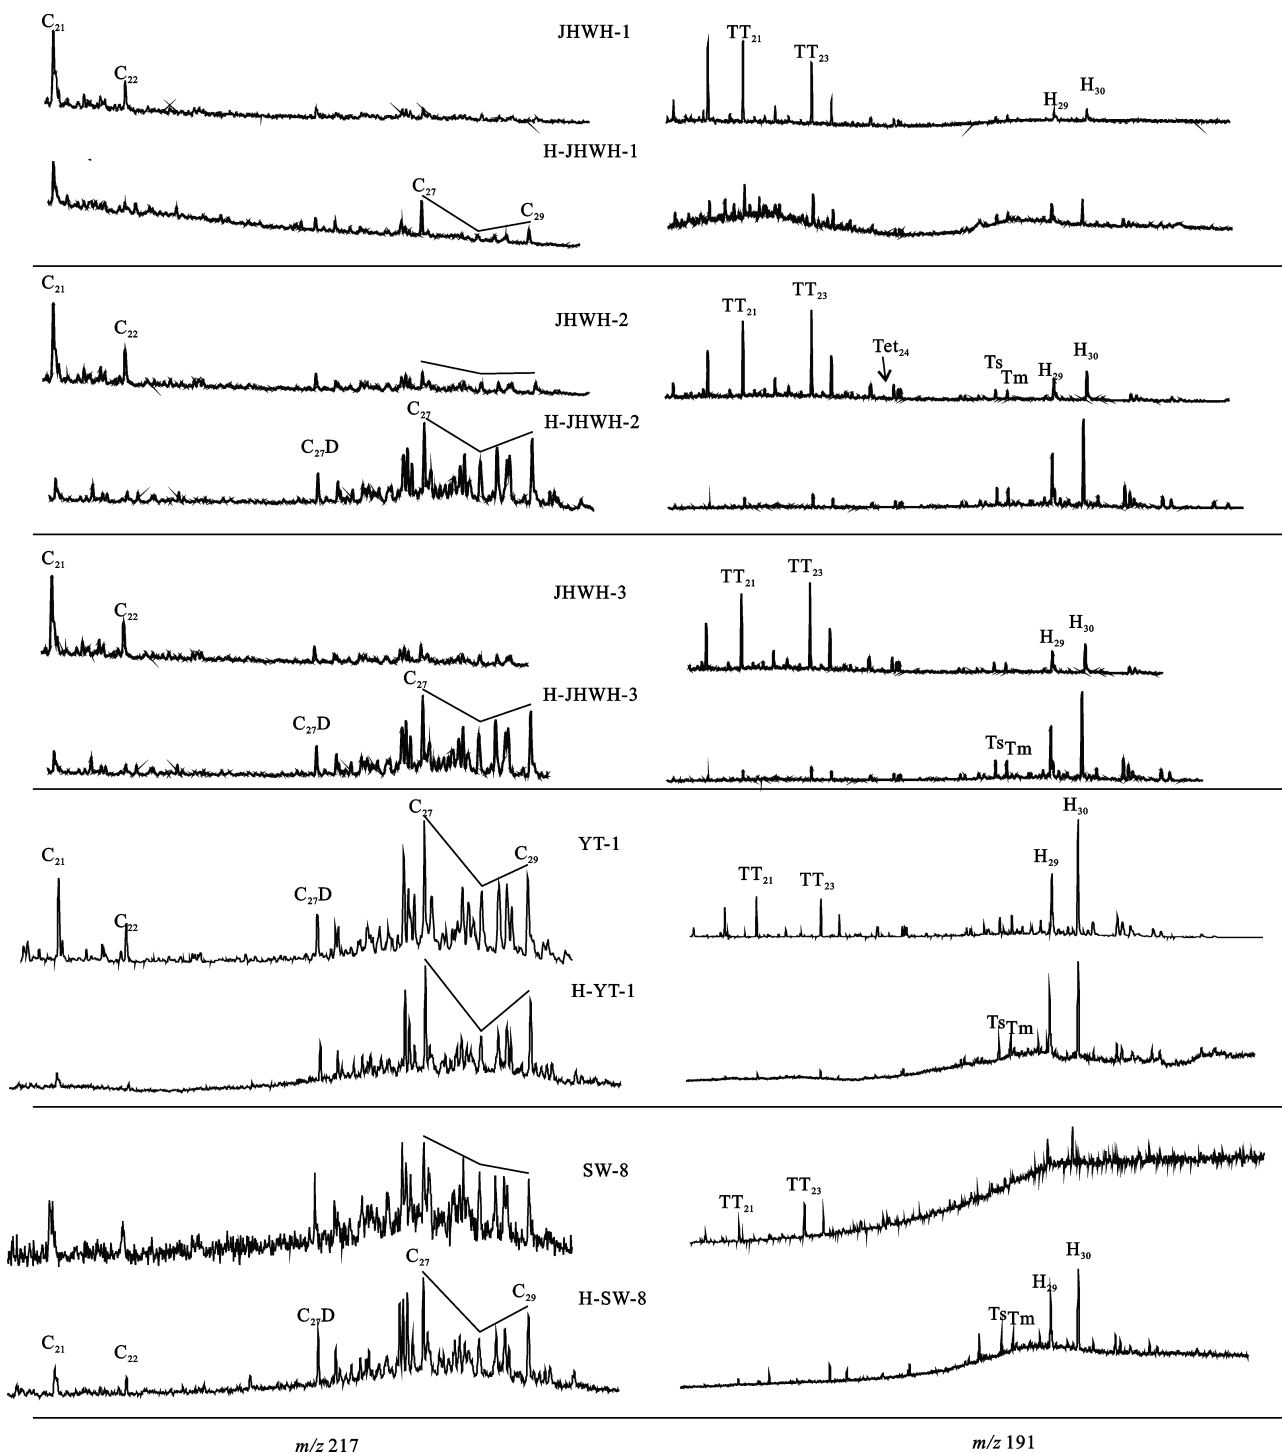 C21 JHWH-1 TT21
C22 TT23
H29 H30
H-JHWH-1
C27
C29
C21 TT23
C22 JHWH-2 TT21
Tet24 Ts Tm H29 H30
C27 H-JHWH-2
C27D
C21 TT21 TT23
C22 JHWH-3 H29 H30
C27 H-JHWH-3
C27D Ts Tm
C27 H30
C21 YT-1 C29 H29
C27D TT21 TT23
C22
H-YT-1
Ts Tm
SW-8 TT21 TT23
C27 H30
C29 H-SW-8 H29
C27D Ts Tm
C21 C22
m/z 217 m/z 191